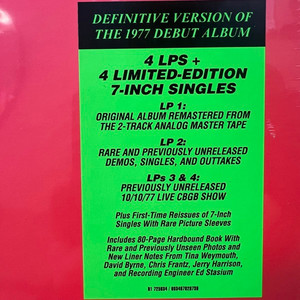 DEFINITIVE VERSION OF
THE 1977 DEBUT ALBUM
4 LPS +
4 LIMITED-EDITION
7-INCH SINGLES
LP 1:
ORIGINAL ALBUM REMASTERED FROM
THE 2-TRACK ANALOG MASTER TAPE
LP 2:
RARE AND PREVIOUSLY UNRELEASED
DEMOS, SINGLES, AND OUTTAKES
LPs 3 & 4:
PREVIOUSLY UNRELEASED
10/10/77 LIVE CBGB SHOW
Plus First-Time Reissues of 7-Inch
Singles With Rare Picture Sleeves
Includes 80-Page Hardbound Book With
Rare and Previously Unseen Photos and
New Liner Notes From Tina Weymouth,
David Byrne, Chris Frantz, Jerry Harrison,
and Recording Engineer Ed Stasium